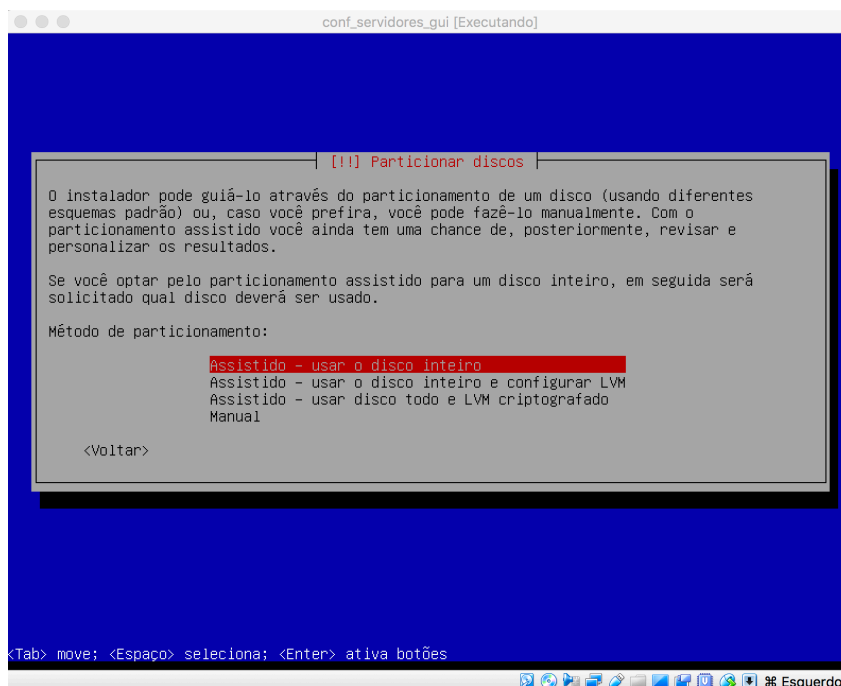 conf_servidores_gui [Executando]
[!!] Particionar discos
O instalador pode guiá-lo através do particionamento de um disco (usando diferentes
esquemas padrão) ou, caso você prefira, você pode fazê-lo manualmente. Com o
particionamento assistido você ainda tem uma chance de, posteriormente, revisar e
personalizar os resultados.
Se você optar pelo particionamento assistido para um disco inteiro, em seguida será
solicitado qual disco deverá ser usado.
Método de particionamento:
Assistido - usar o disco inteiro
Assistido - usar o disco inteiro e configurar LVM
Assistido - usar disco todo e LVM criptografado
Manual
<Voltar>
<Tab> move; <Espaço> seleciona; <Enter> ativa botões
⌘ Esquerdo